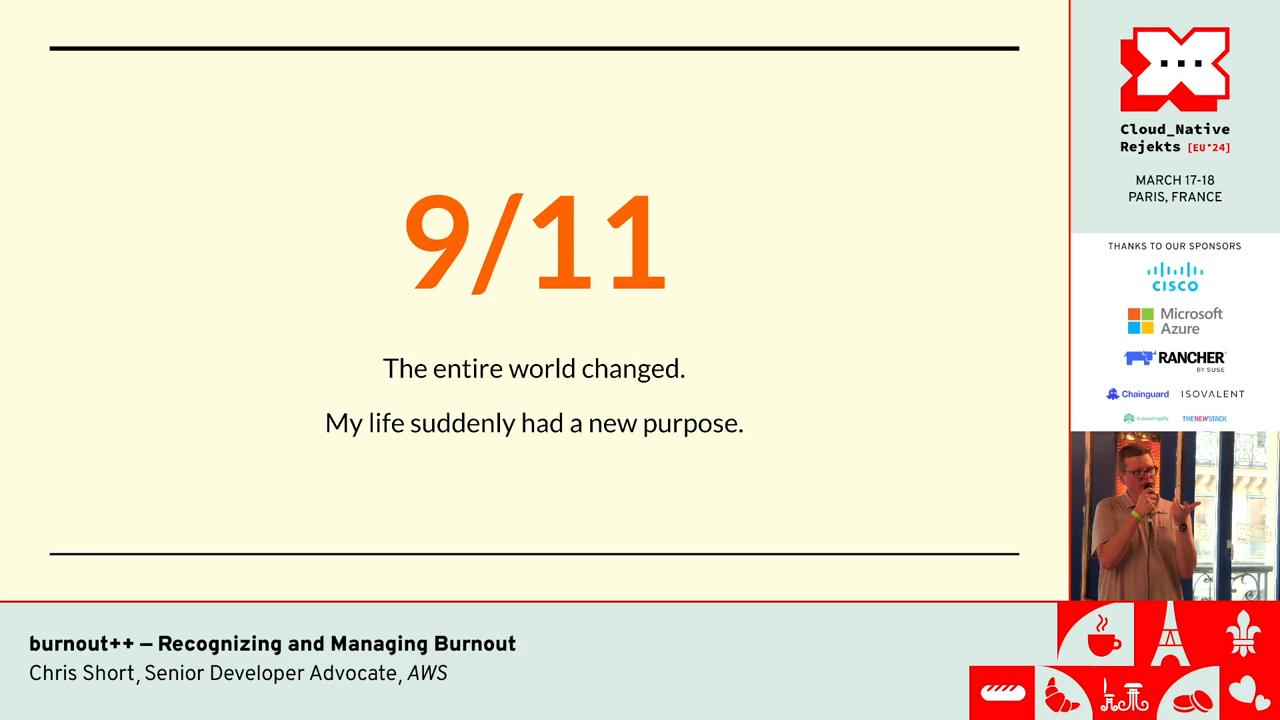 9/11
The entire world changed.
My life suddenly had a new purpose.
Cloud_Native
Rejekts [EU'24]
MARCH 17-18
PARIS, FRANCE
THANKS TO OUR SPONSORS
CISCO
Microsoft
Azure
RANCHER
BY SUSE
Chainguard ISOVALENT
kubesimplify THENEWSTACK
burnout++ – Recognizing and Managing Burnout
Chris Short, Senior Developer Advocate, AWS